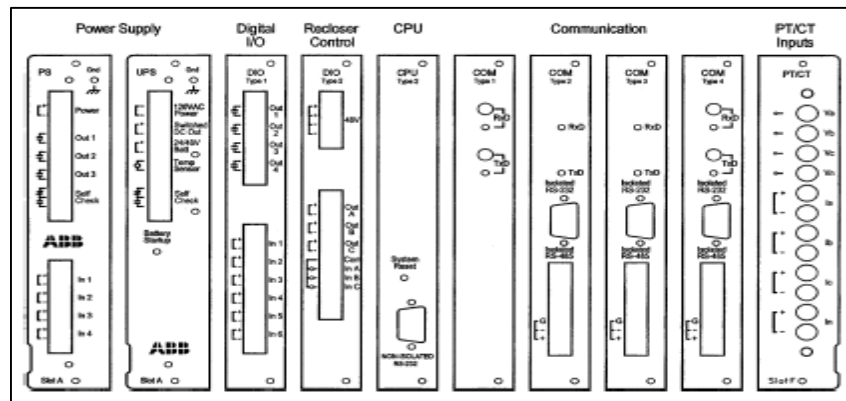 Power Supply
Digital I/O
Recloser Control
CPU
Communication
PT/CT Inputs
PS
Gnd
Power
Out 1
Out 2
Out 3
Self Check
ABB
In 1
In 2
In 3
In 4
Slot A
UPS
Gnd
120VAC Power
Switched DC Out
24/48V Batt
Temp Sensor
Self Check
Battery Startup
ABB
Slot A
DIO
Type 1
Out 1
Out 2
Out 3
Out 4
In 1
In 2
In 3
In 4
In 5
In 6
DIO
Type 2
48V
Out A
Out B
Out C
Com
In A
In B
In C
CPU
System Reset
NON-ISOLATED
RS-232
COM
Type 1
RxD
TxD
COM
Type 2
RxD
TxD
Isolated
RS-232
Isolated
RS-485
G
-
+
COM
Type 3
RxD
TxD
Isolated
RS-232
Isolated
RS-485
G
-
+
COM
Type 4
RxD
TxD
Isolated
RS-232
Isolated
RS-485
G
-
+
PT/CT
Va
Vb
Vc
Ia
Ib
Ic
In
Slot F